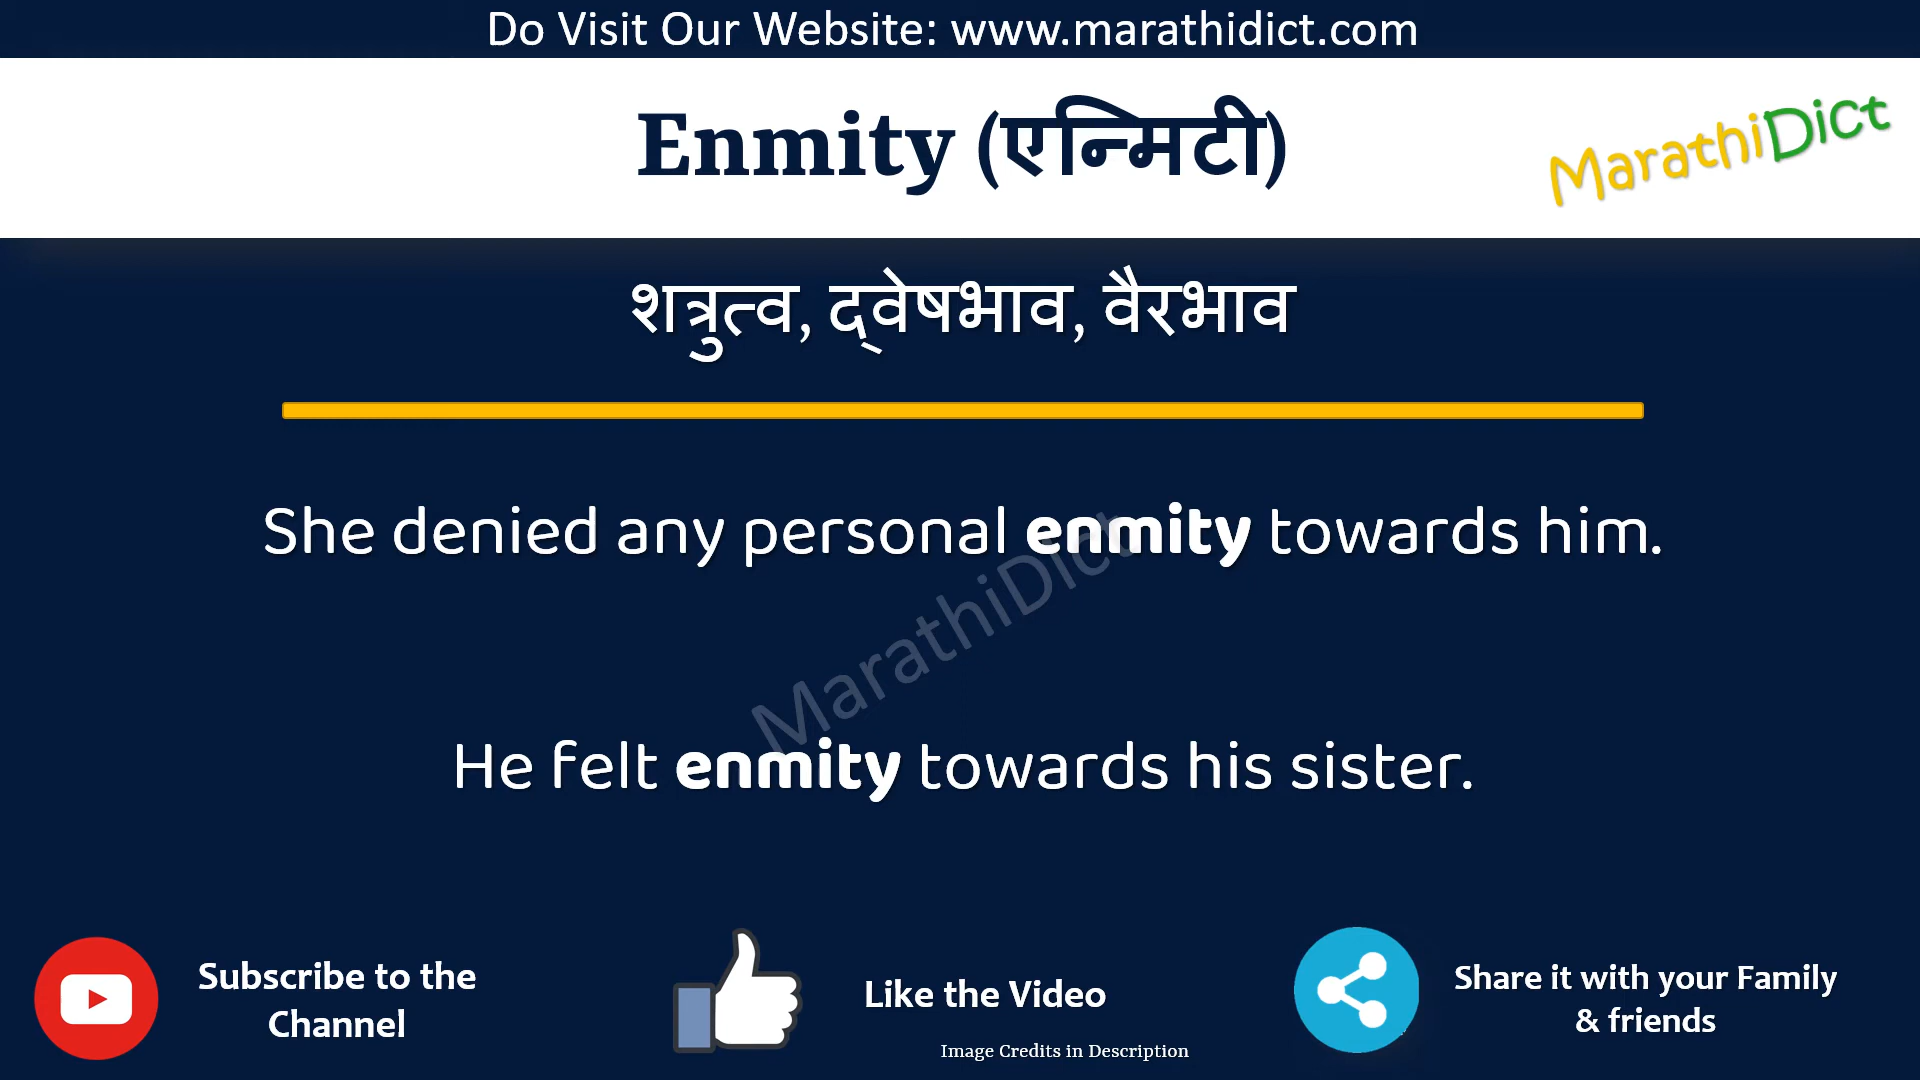 Do Visit Our Website: www.marathidict.com
Enmity (एन्मिटी)
MarathiDict
शत्रुत्व, द्‌वेषभाव, वैरभाव
She denied any personal enmity towards him.
MarathiDict
He felt enmity towards his sister.
Subscribe to the
Channel
Like the Video
Share it with your Family
& friends
Image Credits in Description